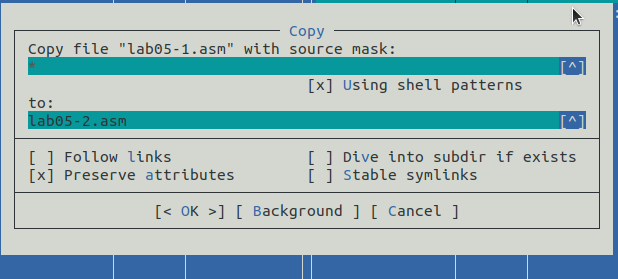 Copy
Copy file "lab05-1.asm" with source mask:
* [^]
[x] Using shell patterns
to:
lab05-2.asm [^]
[ ] Follow links [ ] Dive into subdir if exists
[x] Preserve attributes [ ] Stable symlinks
[< OK >] [ Background ] [ Cancel ]